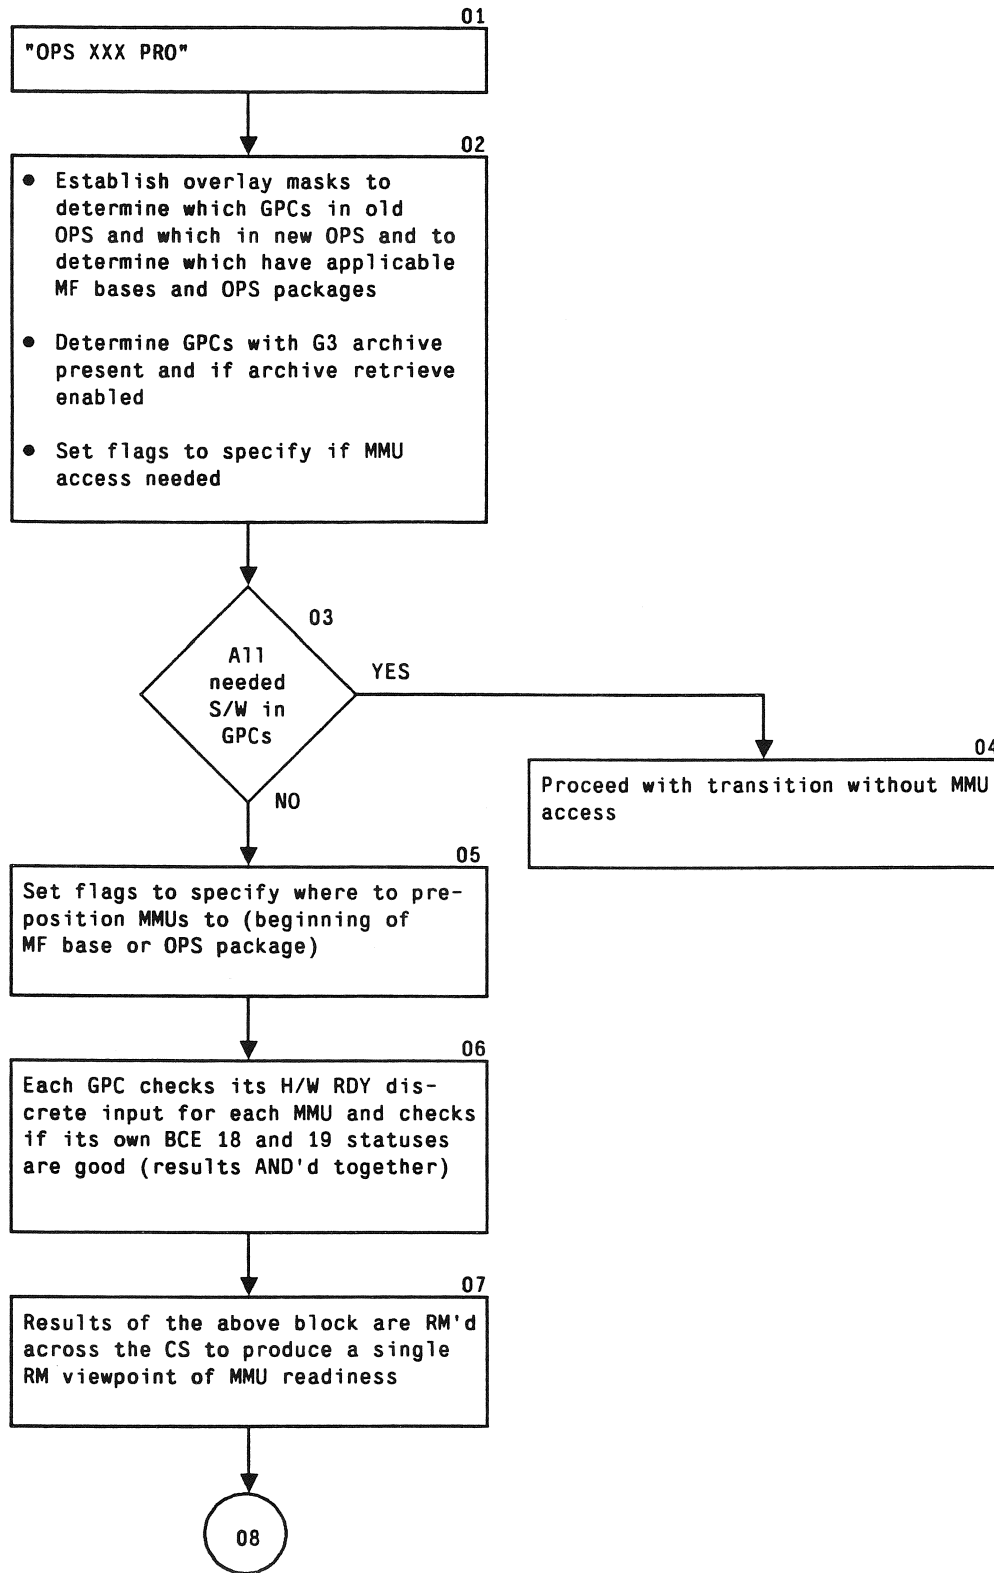 01
"OPS XXX PRO"
02
● Establish overlay masks to
determine which GPCs in old
OPS and which in new OPS and to
determine which have applicable
MF bases and OPS packages
● Determine GPCs with G3 archive
present and if archive retrieve
enabled
● Set flags to specify if MMU
access needed
03
All
needed
S/W in
GPCs
YES
NO
04
Proceed with transition without MMU
access
05
Set flags to specify where to pre-
position MMUs to (beginning of
MF base or OPS package)
06
Each GPC checks its H/W RDY dis-
crete input for each MMU and checks
if its own BCE 18 and 19 statuses
are good (results AND'd together)
07
Results of the above block are RM'd
across the CS to produce a single
RM viewpoint of MMU readiness
08